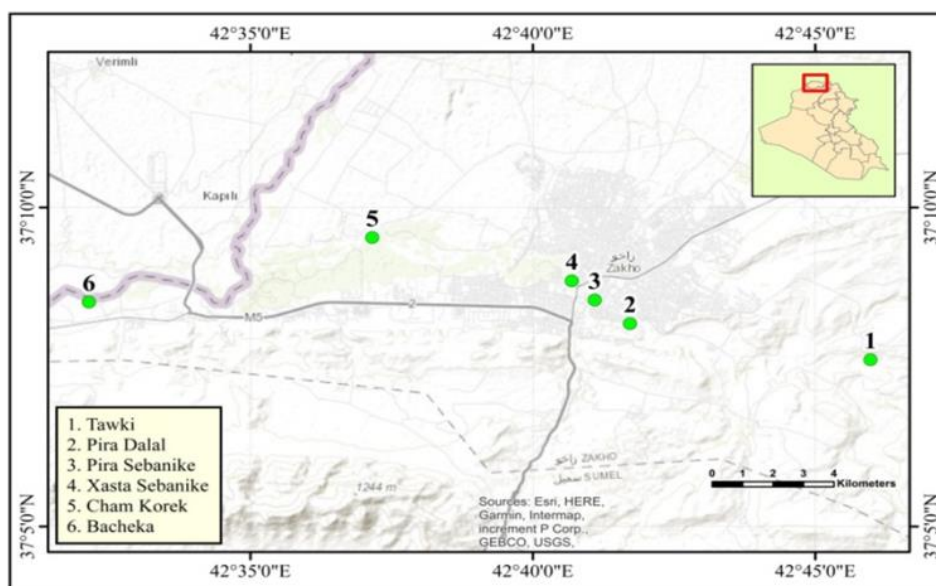 42°35'0"E
42°40'0"E
42°45'0"E
37°10'0"N
37°10'0"N
Verimli
Kapılı
5
6
4
3
2
1
زاخو
Zakho
2
M5
1. Tawki
2. Pira Dalal
3. Pira Sebanike
4. Xasta Sebanike
5. Cham Korek
6. Bacheka
1244 m
زاخو ZAKHO
سميل SUMEL
0 1 2 3 4
Kilometers
Sources: Esri, HERE,
Garmin, Intermap,
increment P Corp.,
GEBCO, USGS,
37°5'0"N
37°5'0"N
42°35'0"E
42°40'0"E
42°45'0"E